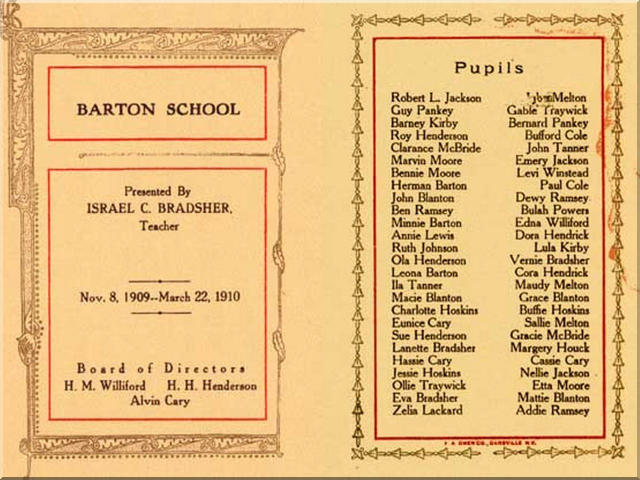 BARTON SCHOOL
Presented By
ISRAEL C. BRADSHER,
Teacher
Nov. 8, 1909--March 22, 1910
Board of Directors
H. M. Williford H. H. Henderson
Alvin Cary
Pupils
Robert L. Jackson
Guy Pankey
Barney Kirby
Roy Henderson
Clarance McBride
Marvin Moore
Bennie Moore
Herman Barton
John Blanton
Ben Ramsey
Minnie Barton
Annie Lewis
Ruth Johnson
Ola Henderson
Leona Barton
Ila Tanner
Macie Blanton
Charlotte Hoskins
Eunice Cary
Sue Henderson
Lanette Bradsher
Hassie Cary
Jessie Hoskins
Ollie Traywick
Eva Bradsher
Zelia Lackard
Melton
Gable Traywick
Bernard Pankey
Bufford Cole
John Tanner
Emery Jackson
Levi Winstead
Paul Cole
Dewy Ramsey
Bulah Powers
Edna Williford
Dora Hendrick
Lula Kirby
Vernie Bradsher
Cora Hendrick
Maudy Melton
Grace Blanton
Buffie Hoskins
Sallie Melton
Gracie McBride
Margery Houck
Cassie Cary
Nellie Jackson
Etta Moore
Mattie Blanton
Addie Ramsey
F A OWEN CO., DANSVILLE N.Y.